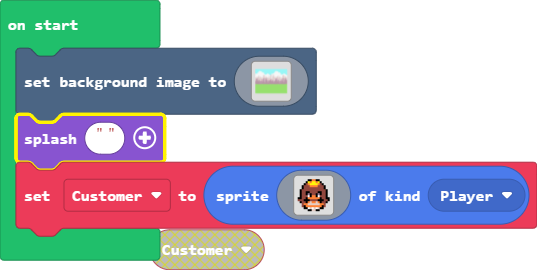 on start
set background image to
splash " "
set Customer to sprite of kind Player
Customer